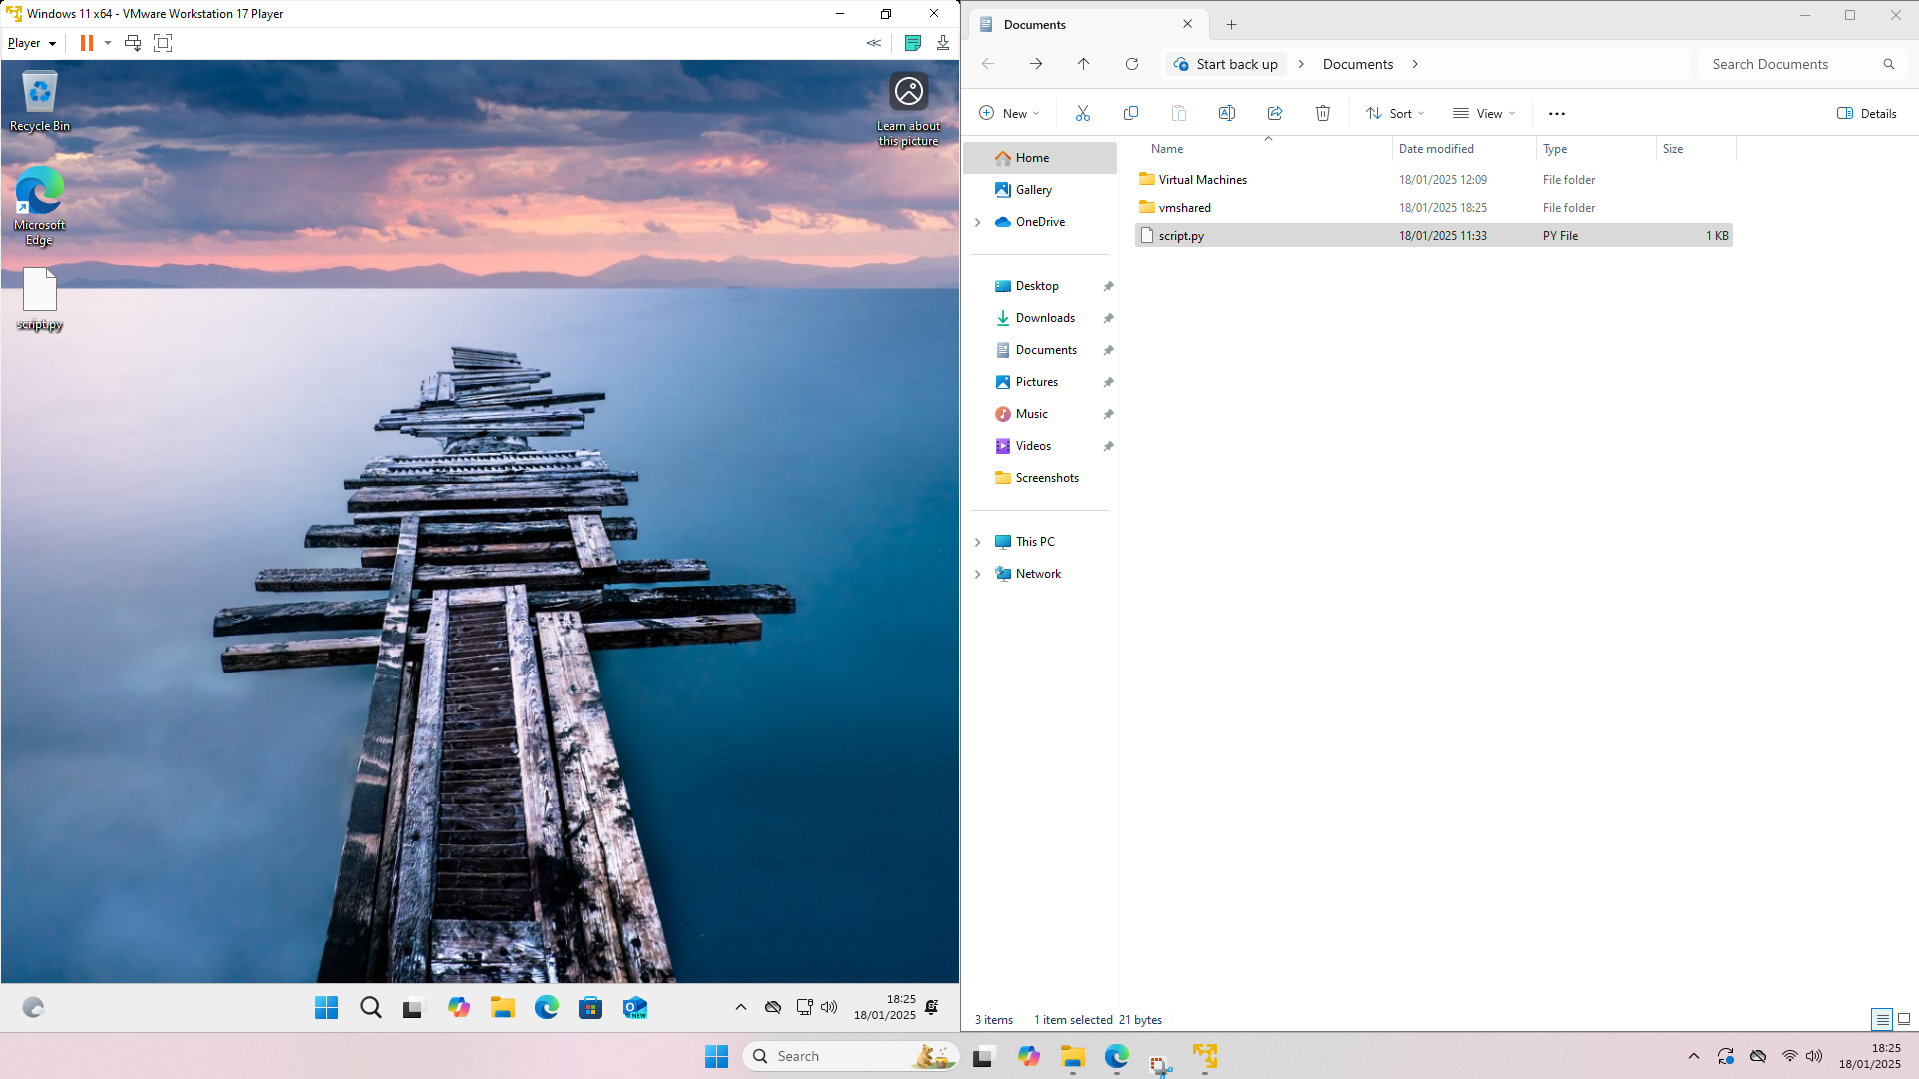 Windows 11 x64 - VMware Workstation 17 Player
Player
Recycle Bin
Learn about
this picture
Microsoft
Edge
script.py
18:25
18/01/2025
Documents
Start back up
Documents
Search Documents
New
Sort
View
Details
Name
Date modified
Type
Size
Home
Gallery
OneDrive
Desktop
Downloads
Documents
Pictures
Music
Videos
Screenshots
This PC
Network
Virtual Machines 18/01/2025 12:09 File folder
vmshared 18/01/2025 18:25 File folder
script.py 18/01/2025 11:33 PY File 1 KB
3 items 1 item selected 21 bytes
Search
18:25
18/01/2025